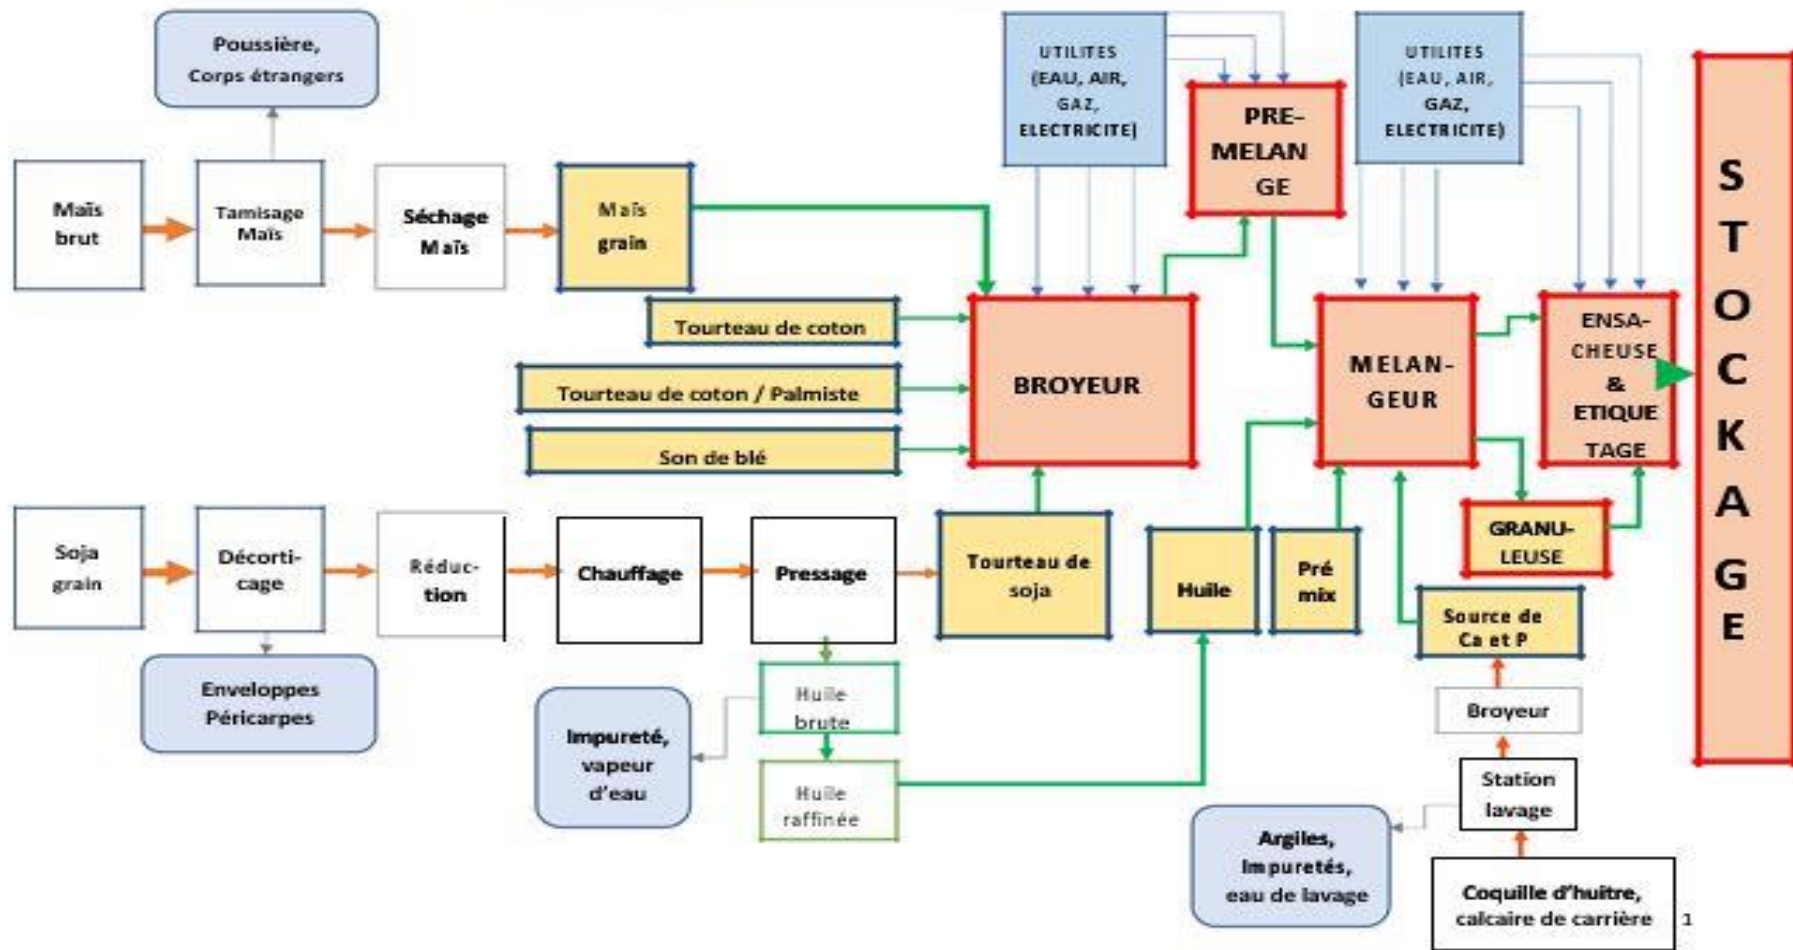 Poussière,
Corps étrangers
UTILITES
(EAU, AIR,
GAZ,
ELECTRICITE)
UTILITES
(EAU, AIR,
GAZ,
ELECTRICITE)
PRE-
MELAN
GE
Maïs
brut
Tamisage
Maïs
Séchage
Maïs
Maïs
grain
Tourteau de coton
Tourteau de coton / Palmiste
Son de blé
BROYEUR
MELAN-
GEUR
ENSA-
CHEUSE
&
ETIQUE
TAGE
S
T
O
C
K
A
G
E
Soja
grain
Décorti-
cage
Réduc-
tion
Chauffage
Pressage
Tourteau de
soja
Huile
Pré
mix
GRANU-
LEUSE
Source de
Ca et P
Enveloppes
Péricarpes
Impureté,
vapeur
d'eau
Huile
brute
Huile
raffinée
Broyeur
Station
lavage
Argiles,
Impuretés,
eau de lavage
Coquille d'huître,
calcaire de carrière
1